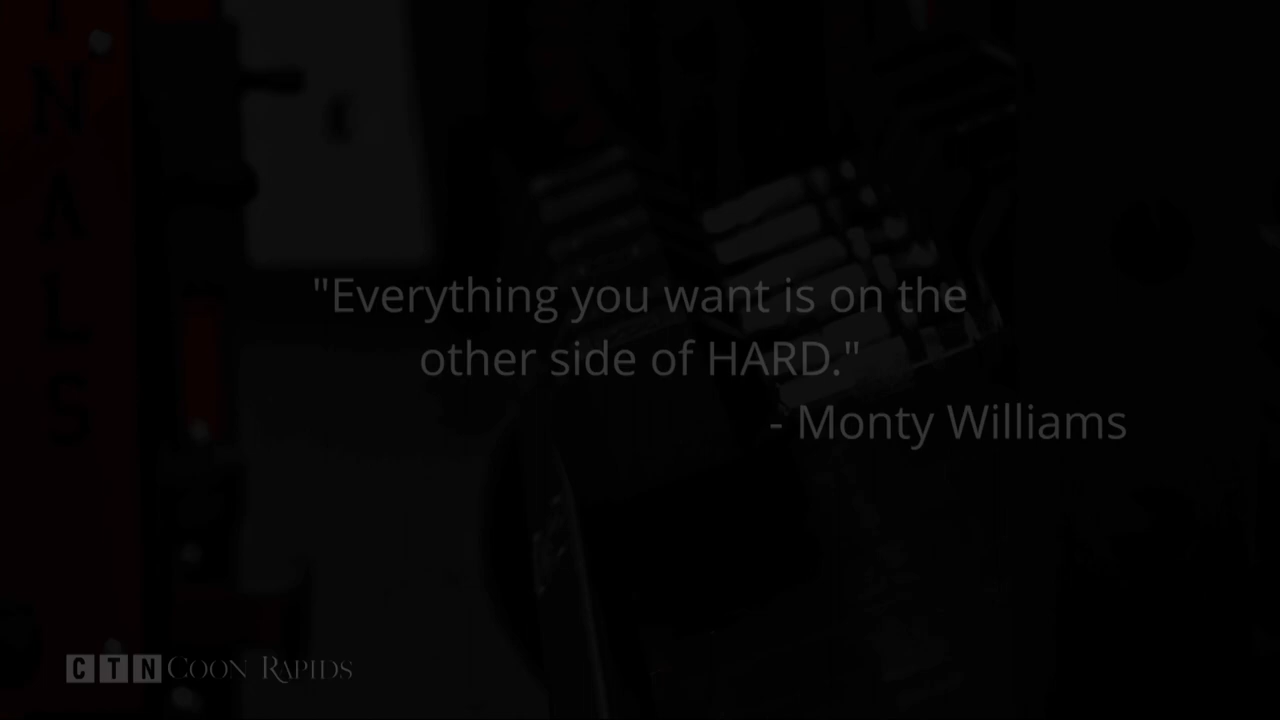 "Everything you want is on the
other side of HARD."
- Monty Williams
N
A
L
S
CTN COON RAPIDS